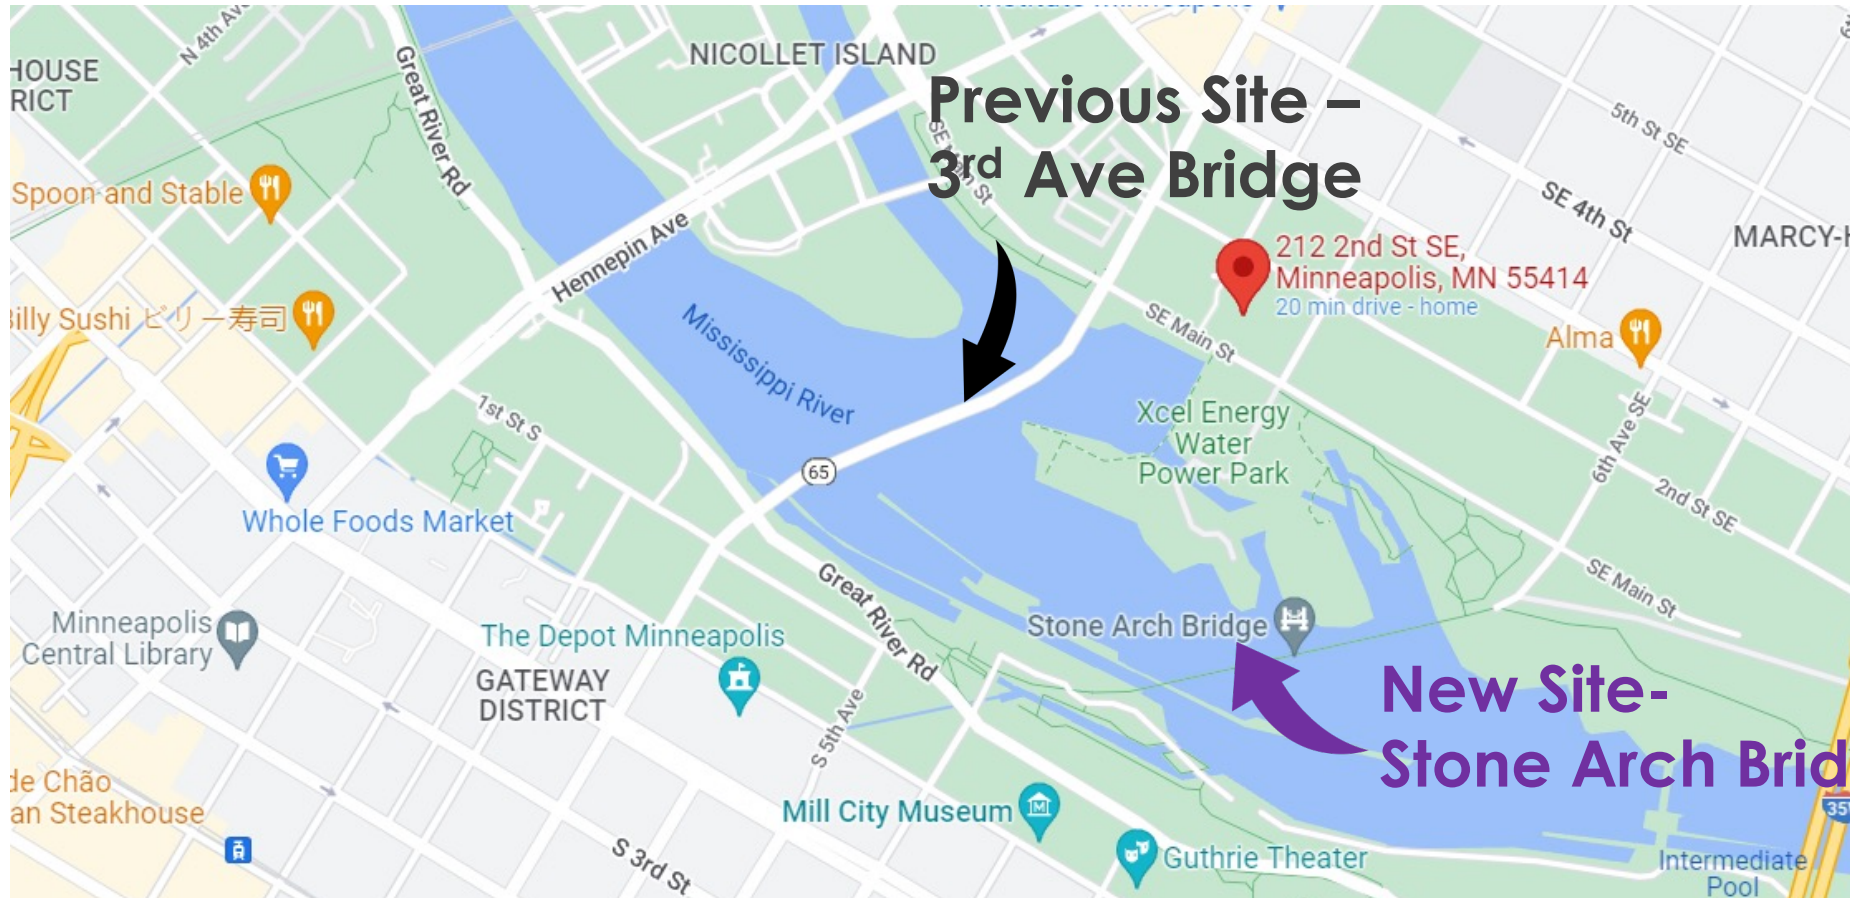 NICOLLET ISLAND
N 4th Av
HOUSE
RICT
Great River Rd
Previous Site –
3rd Ave Bridge
5th St SE
Spoon and Stable
SE 4th St
MARCY-H
Hennepin Ave
212 2nd St SE,
Minneapolis, MN 55414
20 min drive - home
Billy Sushi ビリー寿司
Mississippi River
SE Main St
Alma
1st St S
Xcel Energy
Water
Power Park
6th Ave SE
65
2nd St SE
Whole Foods Market
Great River Rd
SE Main St
Minneapolis
Central Library
The Depot Minneapolis
Stone Arch Bridge
GATEWAY
DISTRICT
New Site-
Stone Arch Brid
S 5th Ave
de Chão
an Steakhouse
Mill City Museum
M
35
S 3rd St
Guthrie Theater
Intermediate
Pool